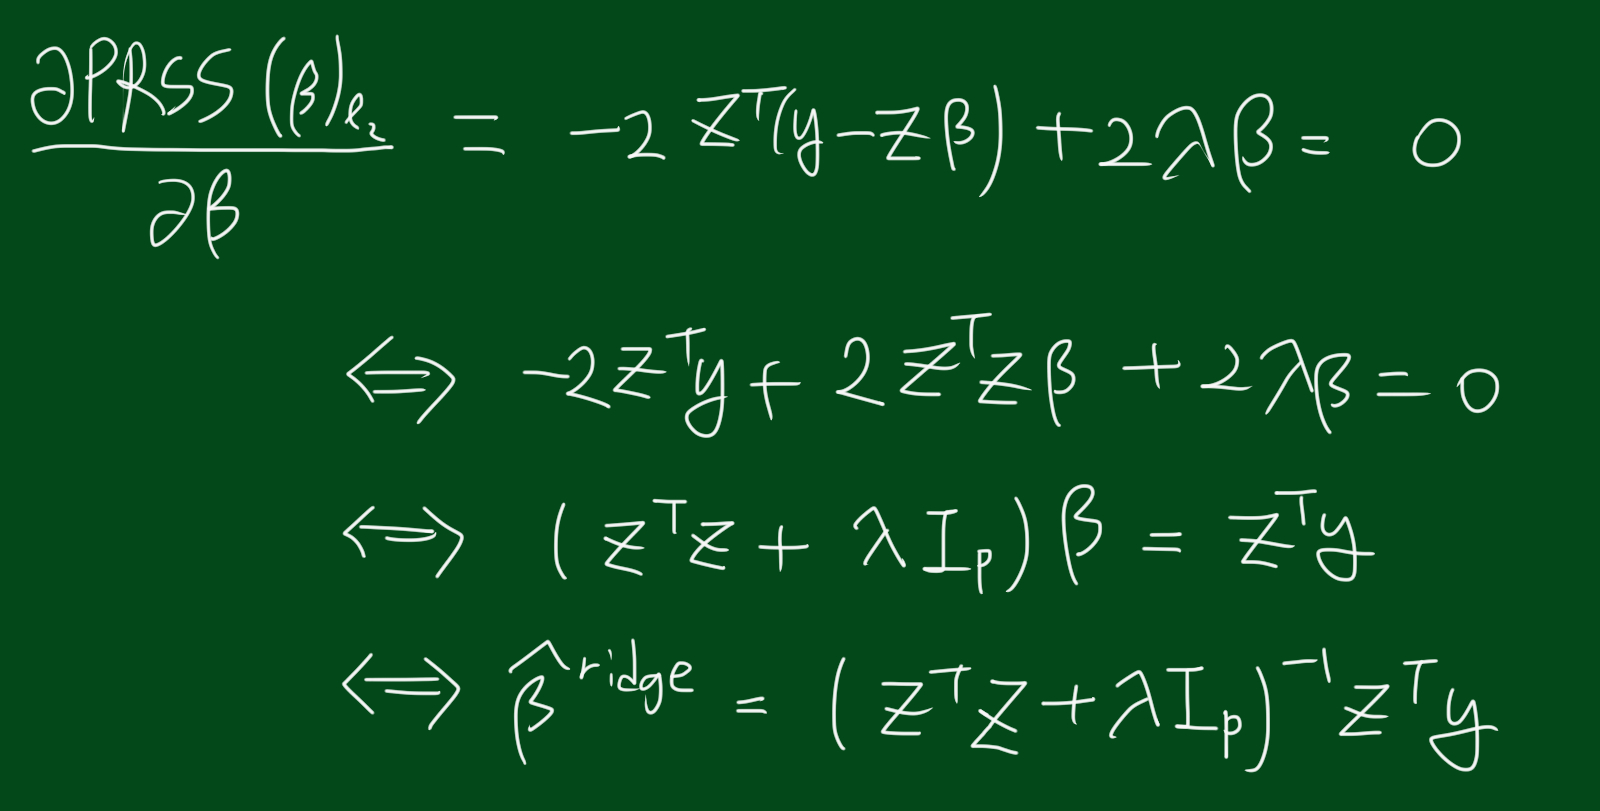 ∂PRSS(β)ℓ₂ / ∂β = −2 Zᵀ(y−Zβ) + 2λβ = 0
⟺ −2Zᵀy + 2ZᵀZβ + 2λβ = 0
⟺ (ZᵀZ + λIₚ)β = Zᵀy
⟺ β̂ ʳⁱᵈᵍᵉ = (ZᵀZ + λIₚ)⁻¹Zᵀy